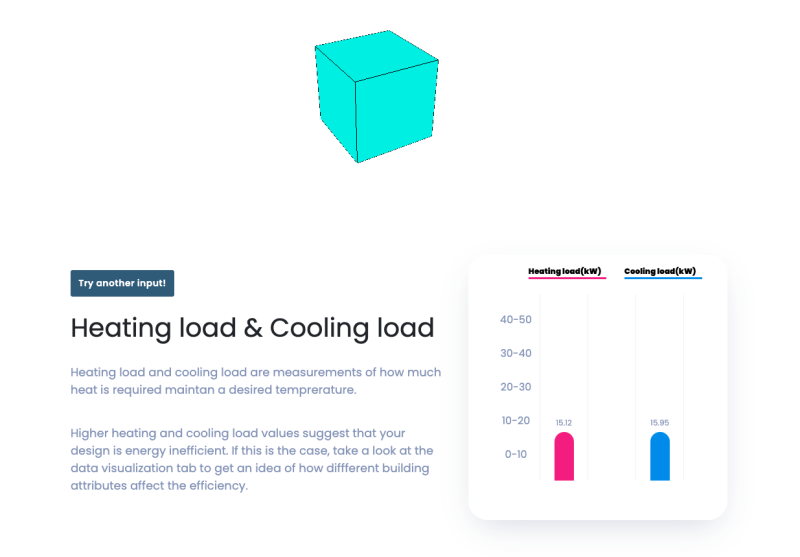 Try another input!
Heating load & Cooling load
Heating load and cooling load are measurements of how much
heat is required maintan a desired temprerature.
Higher heating and cooling load values suggest that your
design is energy inefficient. If this is the case, take a look at the
data visualization tab to get an idea of how diffferent building
attributes affect the efficiency.
Heating load(kW) Cooling load(kW)
40-50
30-40
20-30
10-20 15.12 15.95
0-10